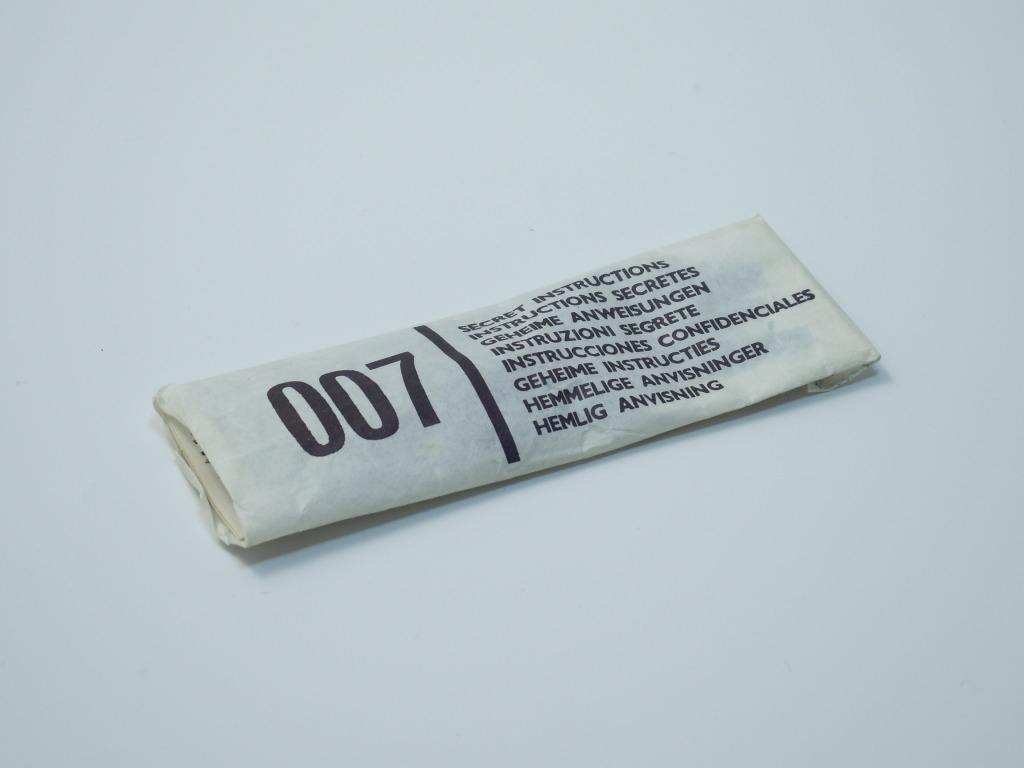 007
SECRET INSTRUCTIONS
INSTRUCTIONS SECRETES
GEHEIME ANWEISUNGEN
INSTRUZIONI SEGRETE
INSTRUCCIONES CONFIDENCIALES
GEHEIME INSTRUCTIES
HEMMELIGE ANVISNINGER
HEMLIG ANVISNING